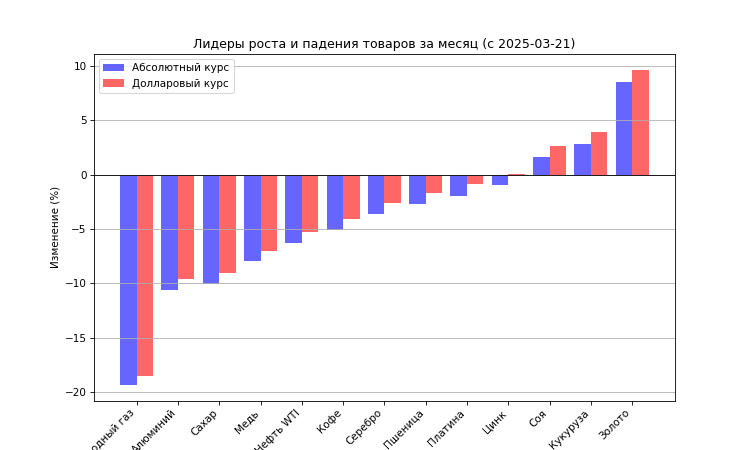 Лидеры роста и падения товаров за месяц (с 2025-03-21)
Абсолютный курс
Долларовый курс
Изменение (%)
10
5
0
−5
−10
−15
−20
одный газ
Алюминий
Сахар
Медь
Нефть WTI
Кофе
Серебро
Пшеница
Платина
Цинк
Соя
Кукуруза
Золото